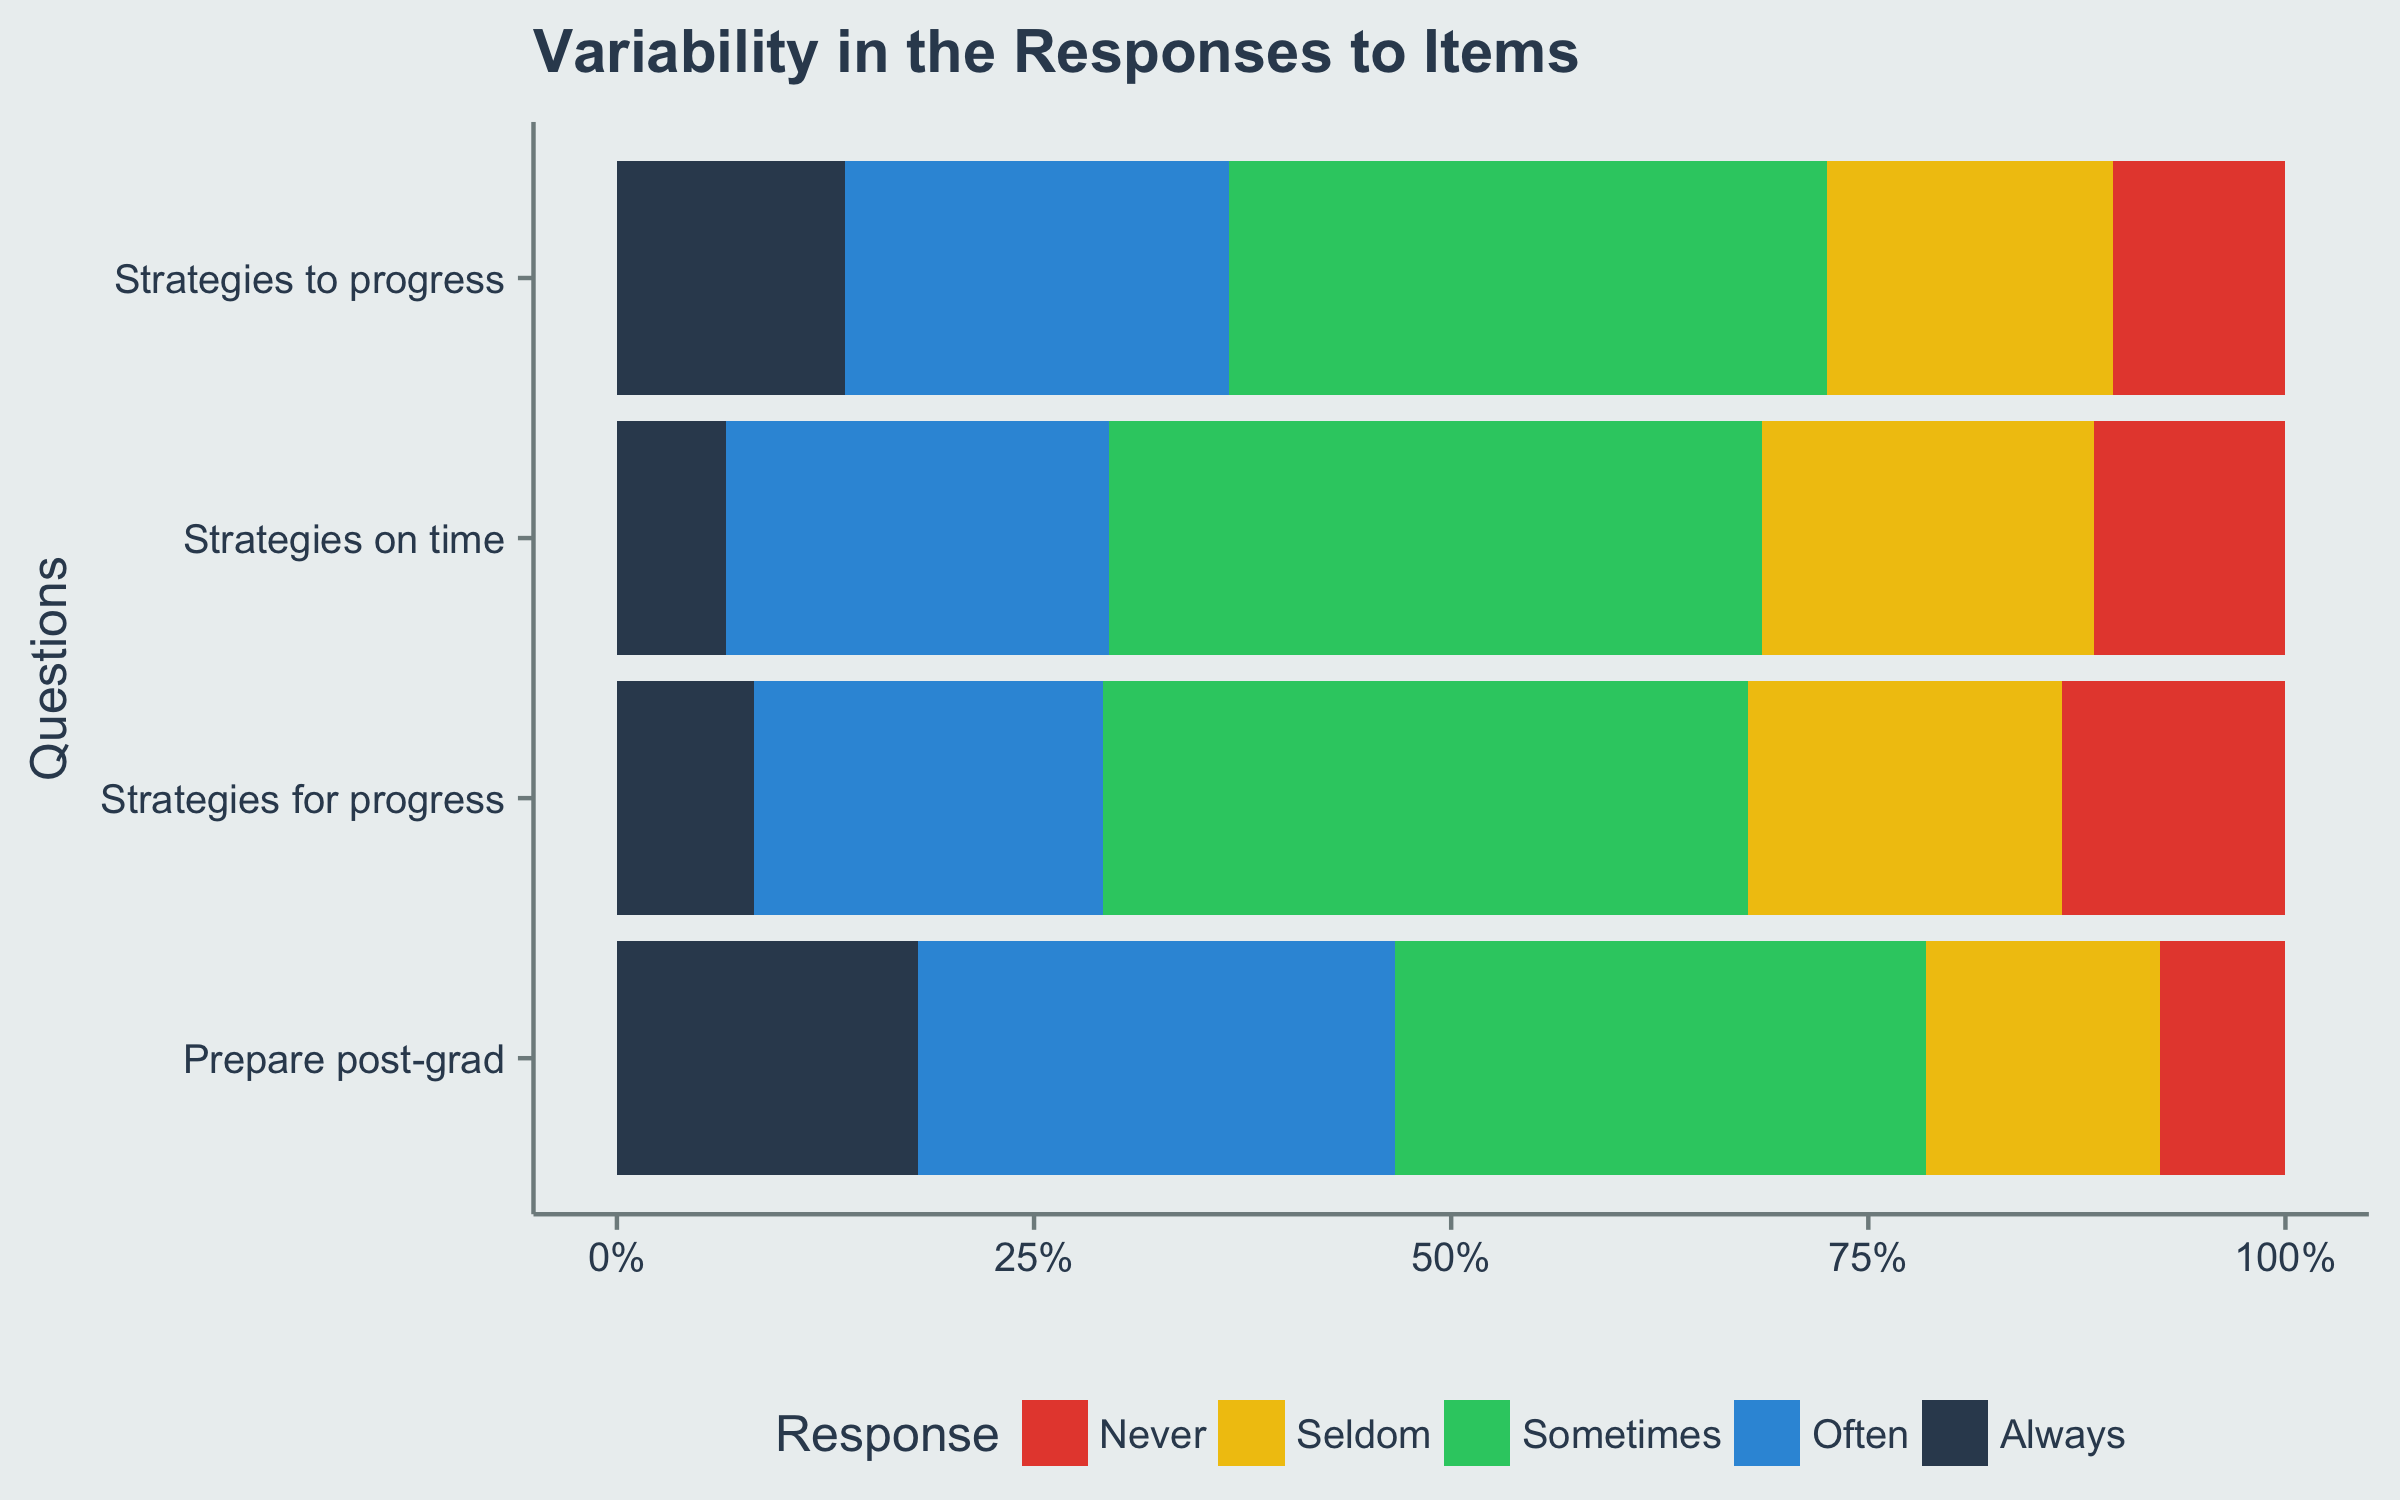 Variability in the Responses to Items
Questions
Strategies to progress
Strategies on time
Strategies for progress
Prepare post-grad
0% 25% 50% 75% 100%
Response Never Seldom Sometimes Often Always